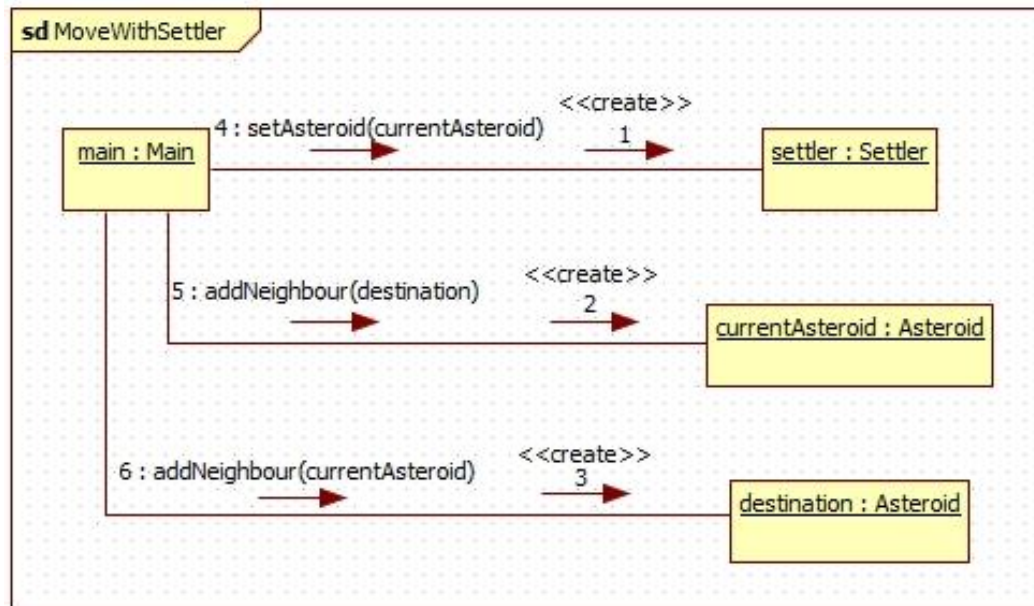 sd MoveWithSettler
<<create>>
4 : setAsteroid(currentAsteroid)
1
main : Main
settler : Settler
<<create>>
5 : addNeighbour(destination)
2
currentAsteroid : Asteroid
<<create>>
6 : addNeighbour(currentAsteroid)
3
destination : Asteroid